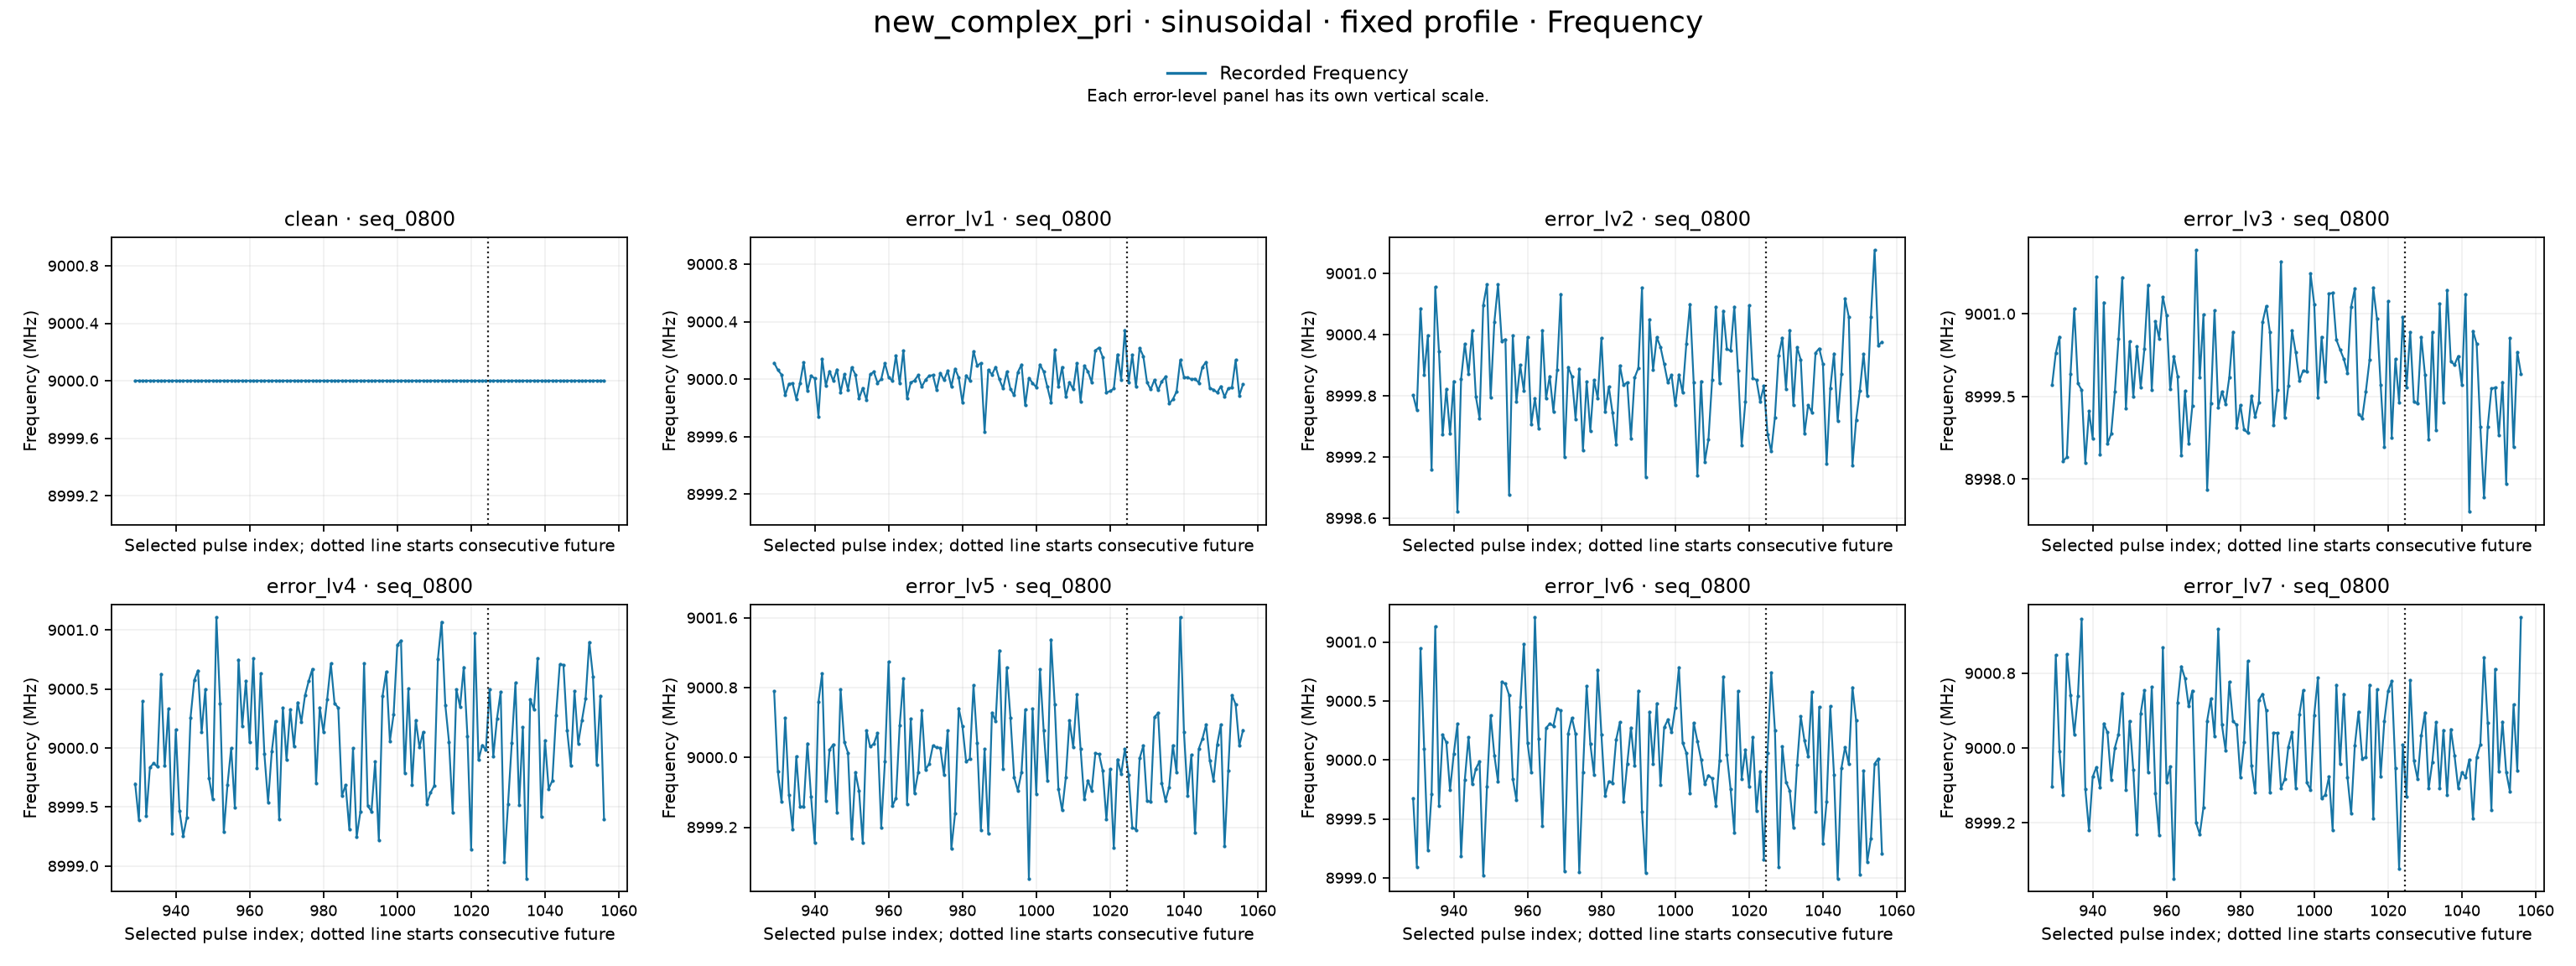 new_complex_pri · sinusoidal · fixed profile · Frequency
Recorded Frequency
Each error-level panel has its own vertical scale.
clean · seq_0800
error_lv1 · seq_0800
error_lv2 · seq_0800
error_lv3 · seq_0800
Frequency (MHz)
9000.8
9000.4
9000.0
8999.6
8999.2
Frequency (MHz)
9000.8
9000.4
9000.0
8999.6
8999.2
Frequency (MHz)
9001.0
9000.4
8999.8
8999.2
8998.6
Frequency (MHz)
9001.0
8999.5
8998.0
Selected pulse index; dotted line starts consecutive future
Selected pulse index; dotted line starts consecutive future
Selected pulse index; dotted line starts consecutive future
Selected pulse index; dotted line starts consecutive future
error_lv4 · seq_0800
error_lv5 · seq_0800
error_lv6 · seq_0800
error_lv7 · seq_0800
Frequency (MHz)
9001.0
9000.5
9000.0
8999.5
8999.0
940 960 980 1000 1020 1040 1060
Frequency (MHz)
9001.6
9000.8
9000.0
8999.2
940 960 980 1000 1020 1040 1060
Frequency (MHz)
9001.0
9000.5
9000.0
8999.5
8999.0
940 960 980 1000 1020 1040 1060
Frequency (MHz)
9000.8
9000.0
8999.2
940 960 980 1000 1020 1040 1060
Selected pulse index; dotted line starts consecutive future
Selected pulse index; dotted line starts consecutive future
Selected pulse index; dotted line starts consecutive future
Selected pulse index; dotted line starts consecutive future